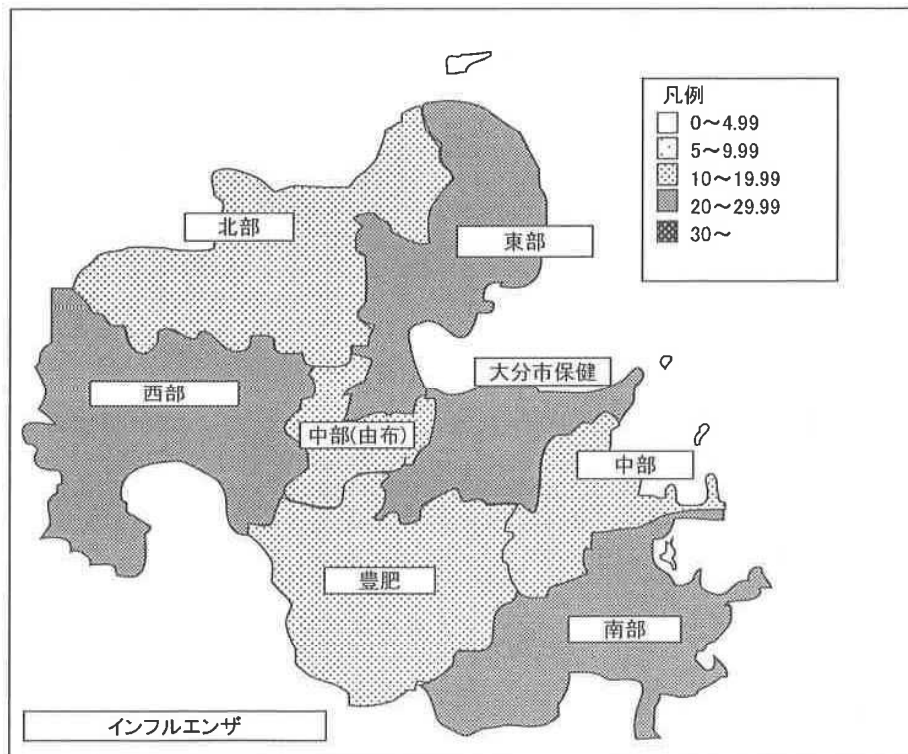 凡例
0～4.99
5～9.99
10～19.99
20～29.99
30～
北部
東部
大分市保健
西部
中部(由布)
中部
豊肥
南部
インフルエンザ